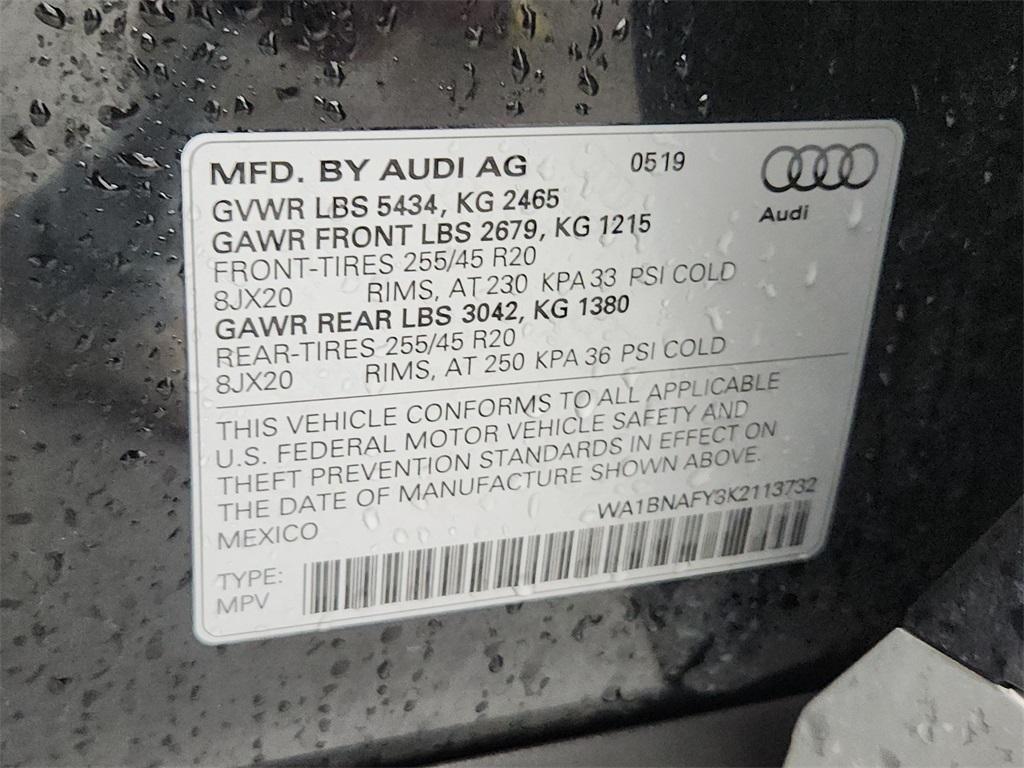 MFD. BY AUDI AG 0519
Audi
GVWR LBS 5434, KG 2465
GAWR FRONT LBS 2679, KG 1215
FRONT-TIRES 255/45 R20
8JX20 RIMS, AT 230 KPA 33 PSI COLD
GAWR REAR LBS 3042, KG 1380
REAR-TIRES 255/45 R20
8JX20 RIMS, AT 250 KPA 36 PSI COLD
THIS VEHICLE CONFORMS TO ALL APPLICABLE
U.S. FEDERAL MOTOR VEHICLE SAFETY AND
THEFT PREVENTION STANDARDS IN EFFECT ON
THE DATE OF MANUFACTURE SHOWN ABOVE.
MEXICO WA1BNAFY3K2113732
TYPE:
MPV